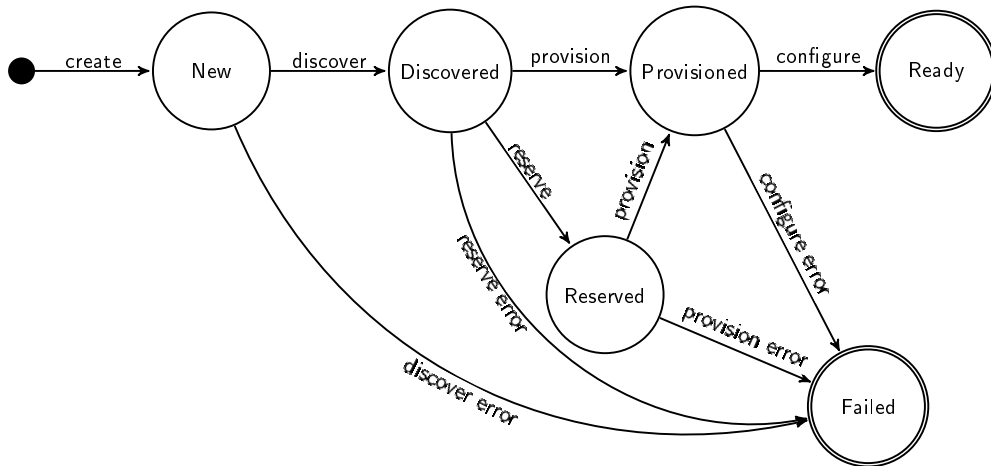 create
New
discover
Discovered
provision
Provisioned
configure
Ready
reserve
provision
configure error
reserve error
Reserved
provision error
discover error
Failed